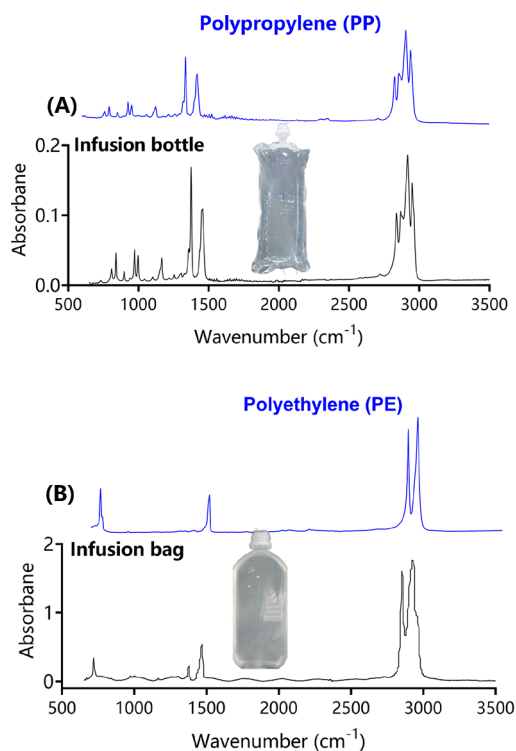 Polypropylene (PP)
(A)
Infusion bottle
Absorbane
0.2
0.1
0.0
500 1000 1500 2000 2500 3000 3500
Wavenumber (cm⁻¹)
Polyethylene (PE)
(B)
Infusion bag
Absorbane
2
1
0
500 1000 1500 2000 2500 3000 3500
Wavenumber (cm⁻¹)